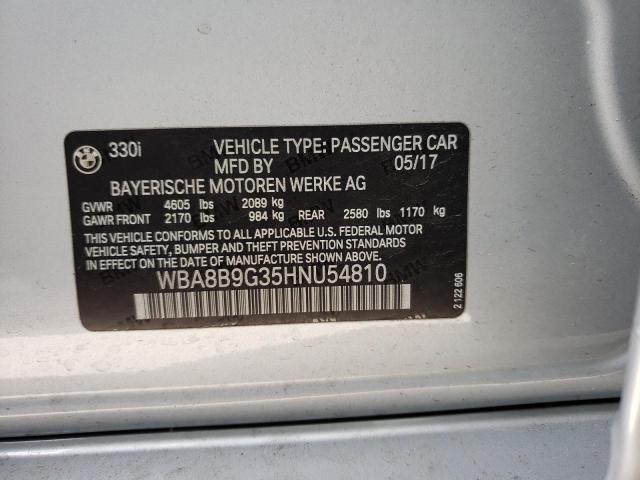 330i VEHICLE TYPE: PASSENGER CAR
MFD BY 05/17
BAYERISCHE MOTOREN WERKE AG
GVWR 4605 lbs 2089 kg
GAWR FRONT 2170 lbs 984 kg REAR 2580 lbs 1170 kg
THIS VEHICLE CONFORMS TO ALL APPLICABLE U.S. FEDERAL MOTOR
VEHICLE SAFETY, BUMPER AND THEFT PREVENTION STANDARDS
IN EFFECT ON THE DATE OF MANUFACTURE SHOWN ABOVE.
WBA8B9G35HNU54810
2 122 606